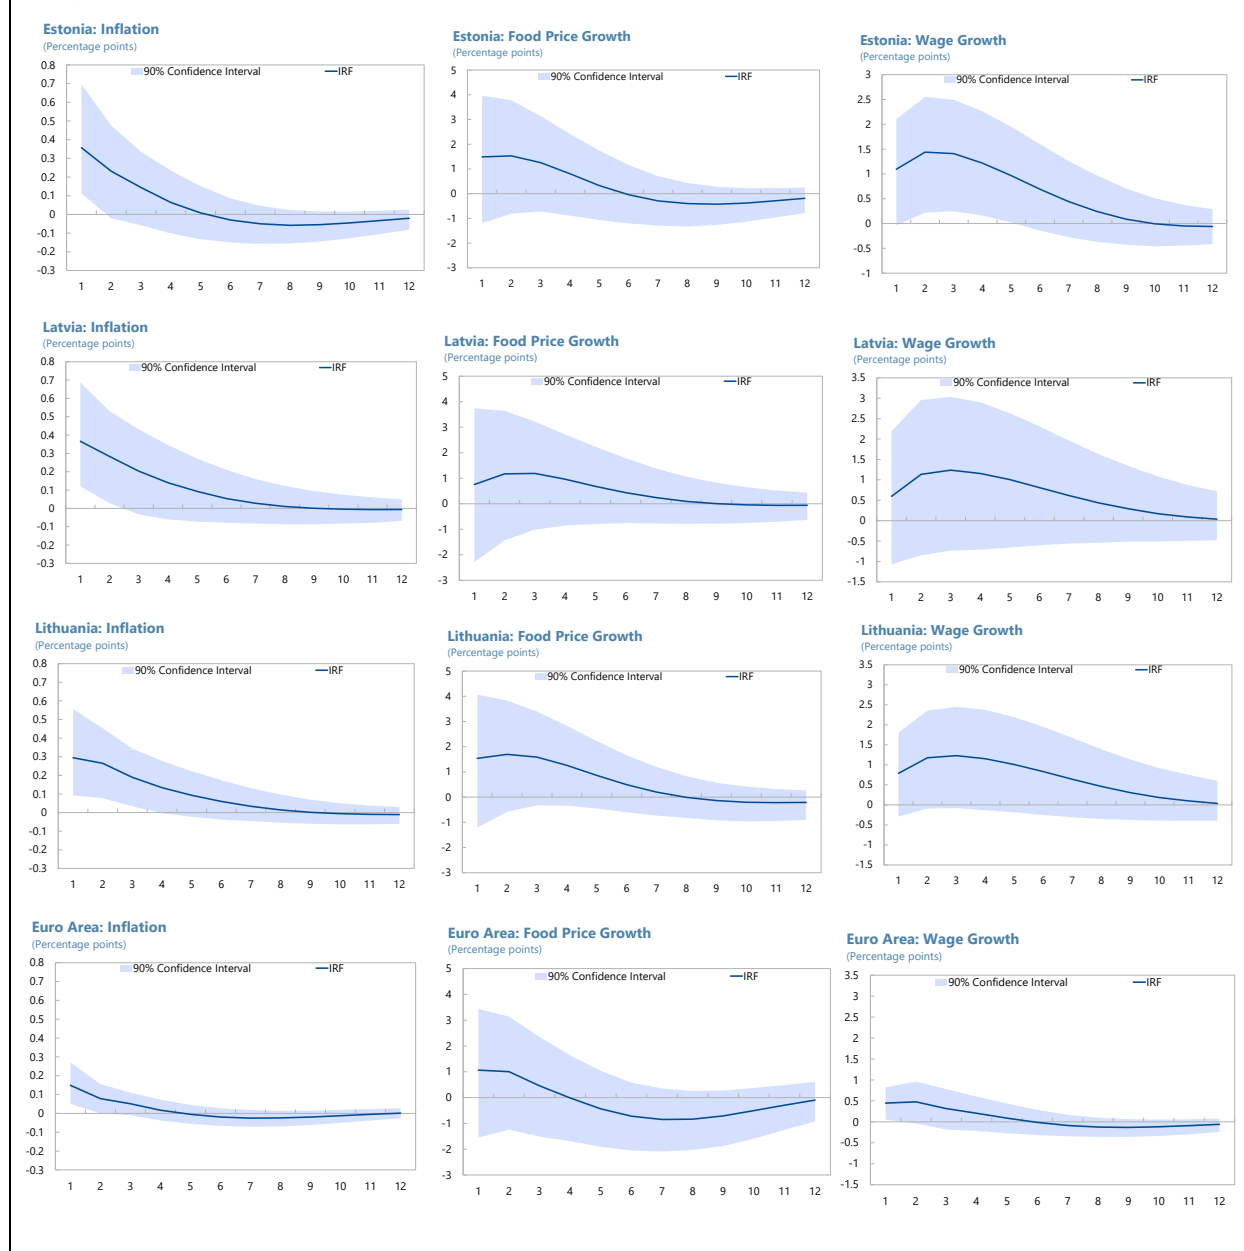 Estonia: Inflation
(Percentage points)
90% Confidence Interval IRF
0.8
0.7
0.6
0.5
0.4
0.3
0.2
0.1
0
-0.1
-0.2
-0.3
1 2 3 4 5 6 7 8 9 10 11 12
Estonia: Food Price Growth
(Percentage points)
90% Confidence Interval IRF
5
4
3
2
1
0
-1
-2
-3
1 2 3 4 5 6 7 8 9 10 11 12
Estonia: Wage Growth
(Percentage points)
90% Confidence Interval IRF
3
2.5
2
1.5
1
0.5
0
-0.5
-1
1 2 3 4 5 6 7 8 9 10 11 12
Latvia: Inflation
(Percentage points)
90% Confidence Interval IRF
0.8
0.7
0.6
0.5
0.4
0.3
0.2
0.1
0
-0.1
-0.2
-0.3
1 2 3 4 5 6 7 8 9 10 11 12
Latvia: Food Price Growth
(Percentage points)
90% Confidence Interval IRF
5
4
3
2
1
0
-1
-2
-3
1 2 3 4 5 6 7 8 9 10 11 12
Latvia: Wage Growth
(Percentage points)
90% Confidence Interval IRF
3.5
3
2.5
2
1.5
1
0.5
0
-0.5
-1
-1.5
1 2 3 4 5 6 7 8 9 10 11 12
Lithuania: Inflation
(Percentage points)
90% Confidence Interval IRF
0.8
0.7
0.6
0.5
0.4
0.3
0.2
0.1
0
-0.1
-0.2
-0.3
1 2 3 4 5 6 7 8 9 10 11 12
Lithuania: Food Price Growth
(Percentage points)
90% Confidence Interval IRF
5
4
3
2
1
0
-1
-2
-3
1 2 3 4 5 6 7 8 9 10 11 12
Lithuania: Wage Growth
(Percentage points)
90% Confidence Interval IRF
3.5
3
2.5
2
1.5
1
0.5
0
-0.5
-1
-1.5
1 2 3 4 5 6 7 8 9 10 11 12
Euro Area: Inflation
(Percentage points)
90% Confidence Interval IRF
0.8
0.7
0.6
0.5
0.4
0.3
0.2
0.1
0
-0.1
-0.2
-0.3
1 2 3 4 5 6 7 8 9 10 11 12
Euro Area: Food Price Growth
(Percentage points)
90% Confidence Interval IRF
5
4
3
2
1
0
-1
-2
-3
1 2 3 4 5 6 7 8 9 10 11 12
Euro Area: Wage Growth
(Percentage points)
90% Confidence Interval IRF
3.5
3
2.5
2
1.5
1
0.5
0
-0.5
-1
-1.5
1 2 3 4 5 6 7 8 9 10 11 12